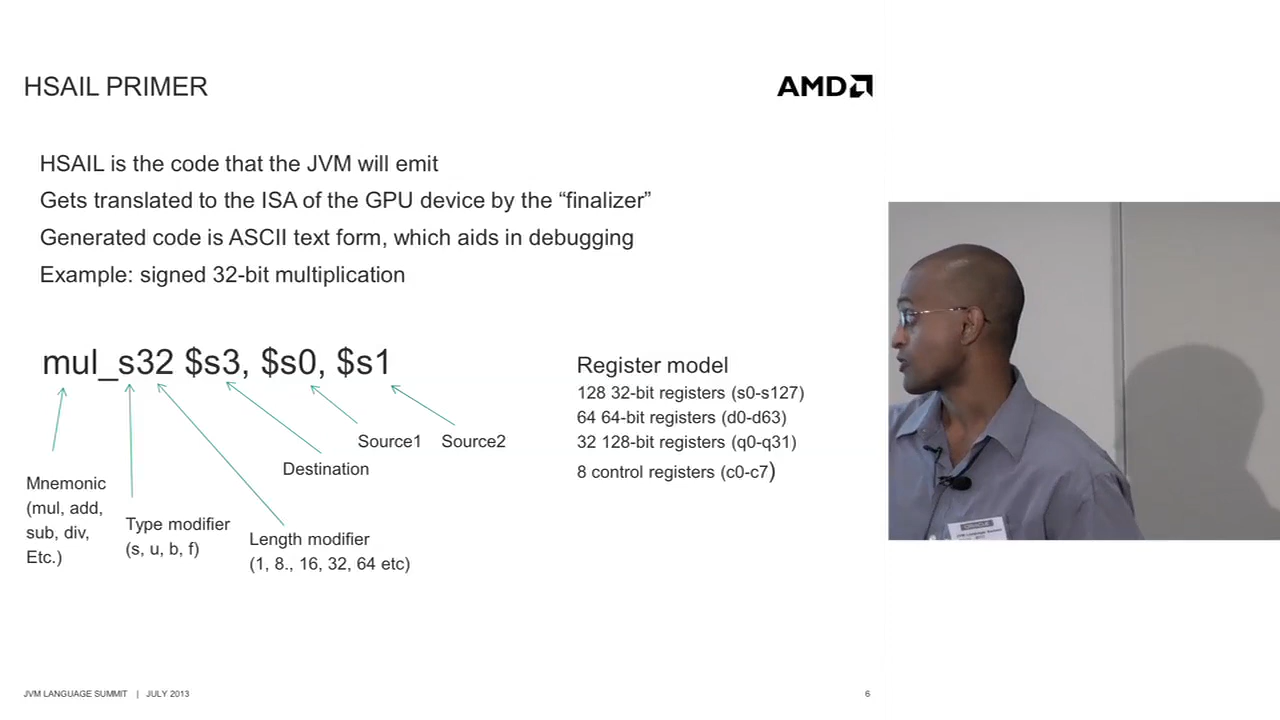 HSAIL PRIMER
AMD
HSAIL is the code that the JVM will emit
Gets translated to the ISA of the GPU device by the “finalizer”
Generated code is ASCII text form, which aids in debugging
Example: signed 32-bit multiplication
mul_s32 $s3, $s0, $s1
Source1 Source2
Destination
Mnemonic
(mul, add,
sub, div,
Etc.)
Type modifier
(s, u, b, f)
Length modifier
(1, 8., 16, 32, 64 etc)
Register model
128 32-bit registers (s0-s127)
64 64-bit registers (d0-d63)
32 128-bit registers (q0-q31)
8 control registers (c0-c7)
ORACLE
JVM Language Summit
JVM LANGUAGE SUMMIT | JULY 2013
6